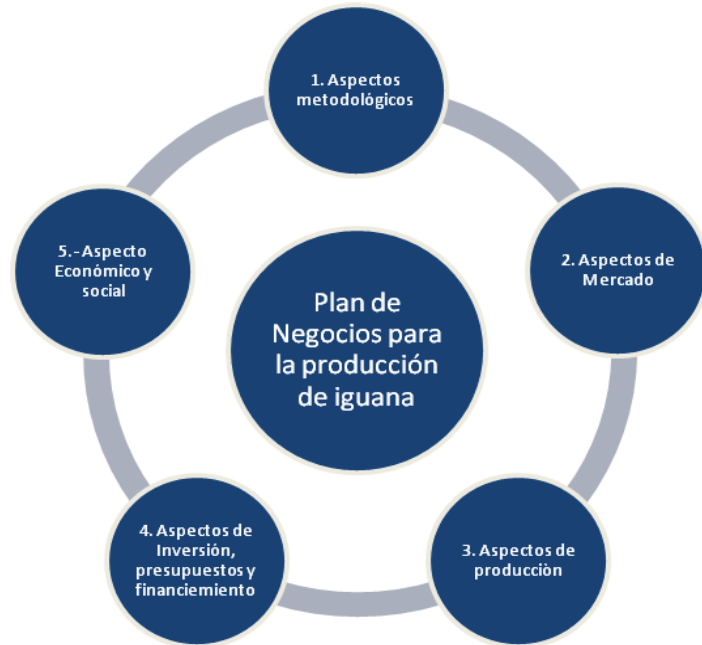 1. Aspectos
metodológicos
2. Aspectos de
Mercado
3. Aspectos de
producciòn
4. Aspectos de
Inversión,
presupuestos y
financiemiento
5.- Aspecto
Económico y
social
Plan de
Negocios para
la producción
de iguana